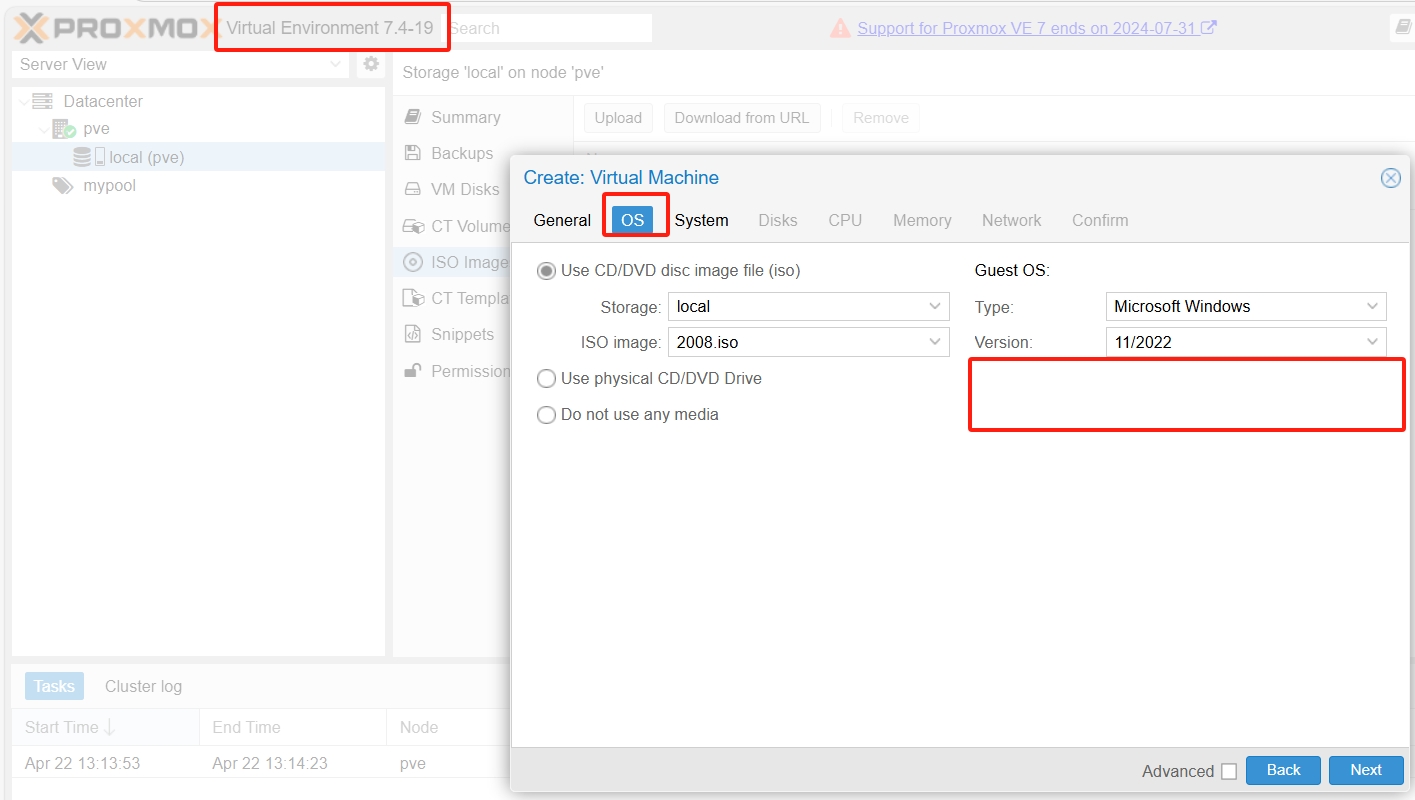 PROXMOX Virtual Environment 7.4-19 Search Support for Proxmox VE 7 ends on 2024-07-31
Server View
Storage 'local' on node 'pve'
Datacenter
pve
local (pve)
mypool
Summary
Backups
VM Disks
CT Volume
ISO Image
CT Templa
Snippets
Permission
Upload Download from URL Remove
Create: Virtual Machine
General OS System Disks CPU Memory Network Confirm
Use CD/DVD disc image file (iso)
Storage: local
ISO image: 2008.iso
Use physical CD/DVD Drive
Do not use any media
Guest OS:
Type: Microsoft Windows
Version: 11/2022
Advanced Back Next
Tasks Cluster log
Start Time End Time Node
Apr 22 13:13:53 Apr 22 13:14:23 pve